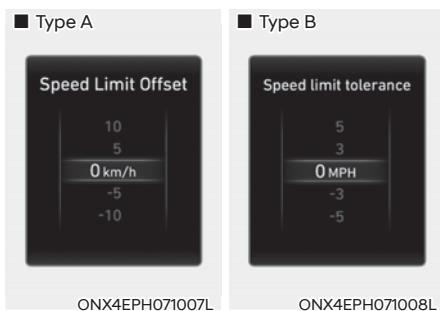 ■ Type A
Speed Limit Offset
10
5
0 km/h
-5
-10
ONX4EPH071007L
■ Type B
Speed limit tolerance
5
3
0 MPH
-3
-5
ONX4EPH071008L